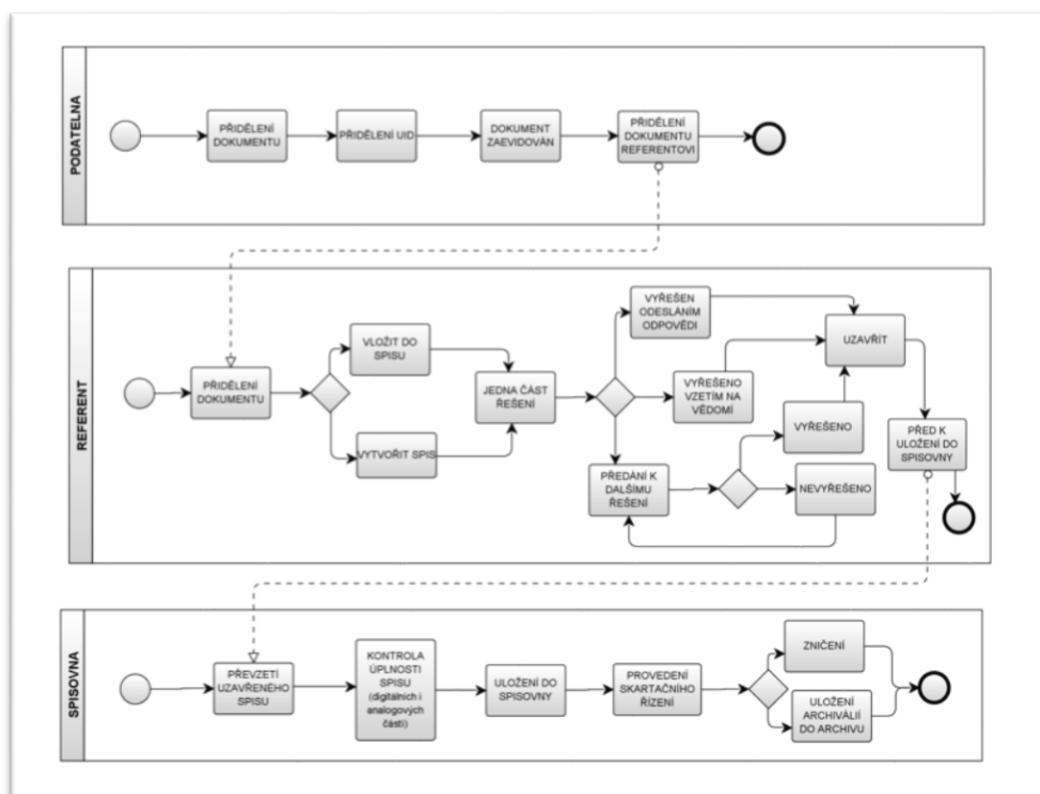 PODATELNA
PŘIDĚLENÍ
DOKUMENTU
PŘIDĚLENÍ UID
DOKUMENT
ZAEVIDOVÁN
PŘIDĚLENÍ
DOKUMENTU
REFERENTOVI
REFERENT
PŘIDĚLENÍ
DOKUMENTU
VLOŽIT DO
SPISU
VYTVOŘIT SPIS
JEDNA ČÁST
ŘEŠENÍ
VYŘEŠEN
ODESLÁNÍM
ODPOVĚDI
VYŘEŠENO
VZETÍM NA
VĚDOMÍ
PŘEDÁNÍ K
DALŠÍMU
ŘEŠENÍ
VYŘEŠENO
NEVYŘEŠENO
UZAVŘÍT
PŘED K
ULOŽENÍ DO
SPISOVNY
SPISOVNA
PŘEVZETÍ
UZAVŘENÉHO
SPISU
KONTROLA
ÚPLNOSTI
SPISU
(digitálních i
analogových
částí)
ULOŽENÍ DO
SPISOVNY
PROVEDENÍ
SKARTAČNÍHO
ŘÍZENÍ
ZNIČENÍ
ULOŽENÍ
ARCHIVÁLIÍ
DO ARCHIVU